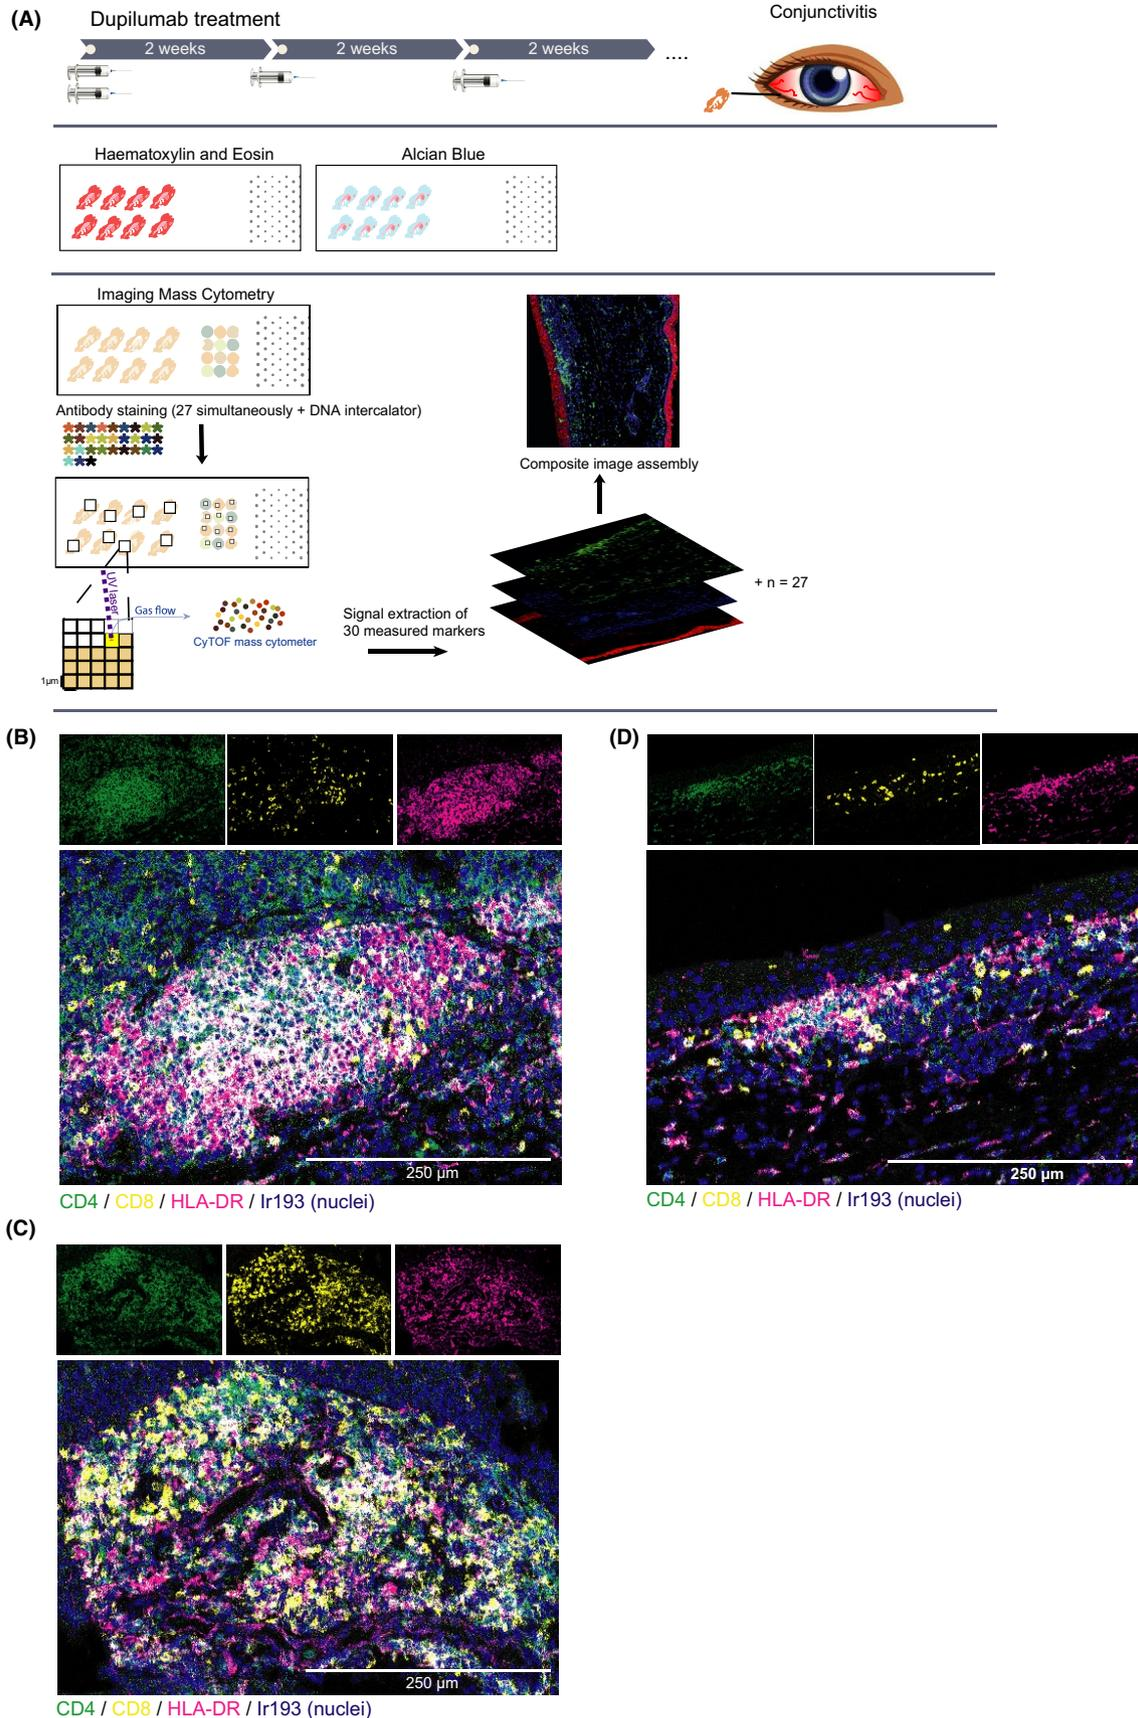 (A)
Dupilumab treatment
Conjunctivitis
2 weeks
2 weeks
2 weeks
....
Haematoxylin and Eosin
Alcian Blue
Imaging Mass Cytometry
Antibody staining (27 simultaneously + DNA intercalator)
Composite image assembly
UV laser
Gas flow
CyTOF mass cytometer
1µm
Signal extraction of
30 measured markers
+ n = 27
(B)
250 µm
CD4 / CD8 / HLA-DR / Ir193 (nuclei)
(D)
250 µm
CD4 / CD8 / HLA-DR / Ir193 (nuclei)
(C)
250 µm
CD4 / CD8 / HLA-DR / Ir193 (nuclei)